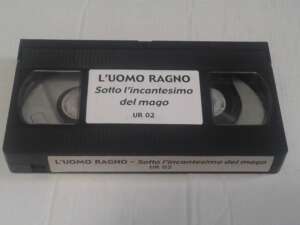 L'UOMO RAGNO
Sotto l'incantesimo
del mago
UR 02
L'UOMO RAGNO - Sotto l'incantesimo del mago
UR 02